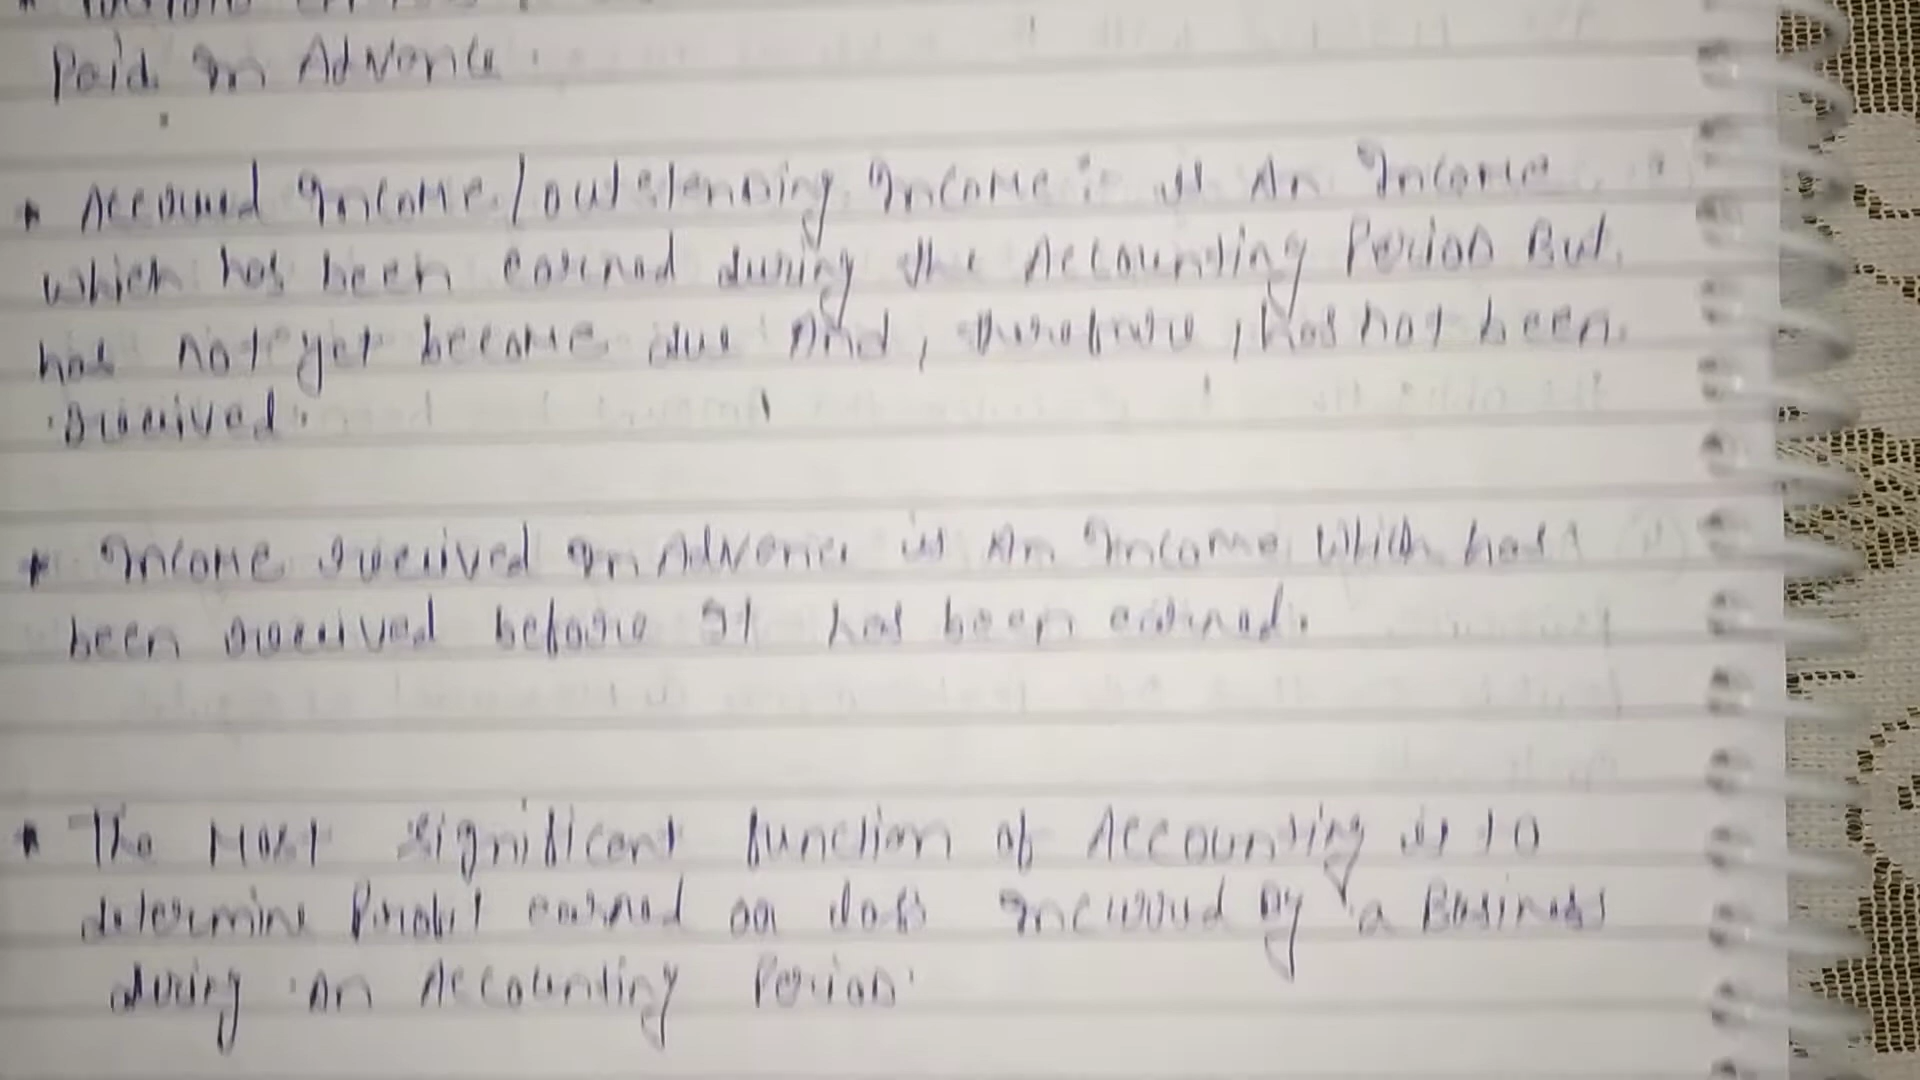 Paid In Advance.
* Accrued Income/outstanding Income: is An Income
which has been earned during the Accounting Period But
has not yet become due And, therefore, has not been
received.
* Income received In Advance is An Income Which has
been received before It has been earned.
* The Most significant function of Accounting is to
determine Profit earned or loss Incurred By a Business
during An Accounting Period.